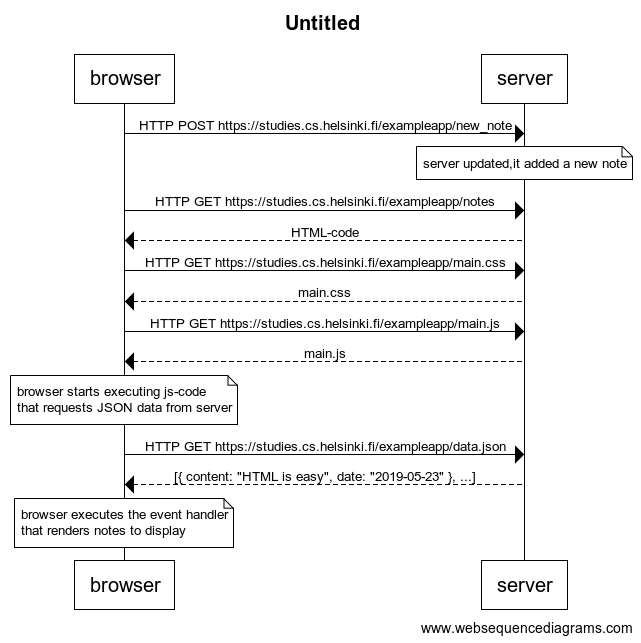 Untitled
browser
server
HTTP POST https://studies.cs.helsinki.fi/exampleapp/new_note
server updated,it added a new note
HTTP GET https://studies.cs.helsinki.fi/exampleapp/notes
HTML-code
HTTP GET https://studies.cs.helsinki.fi/exampleapp/main.css
main.css
HTTP GET https://studies.cs.helsinki.fi/exampleapp/main.js
main.js
browser starts executing js-code
that requests JSON data from server
HTTP GET https://studies.cs.helsinki.fi/exampleapp/data.json
[{ content: "HTML is easy", date: "2019-05-23" }, ...]
browser executes the event handler
that renders notes to display
browser
server
www.websequencediagrams.com